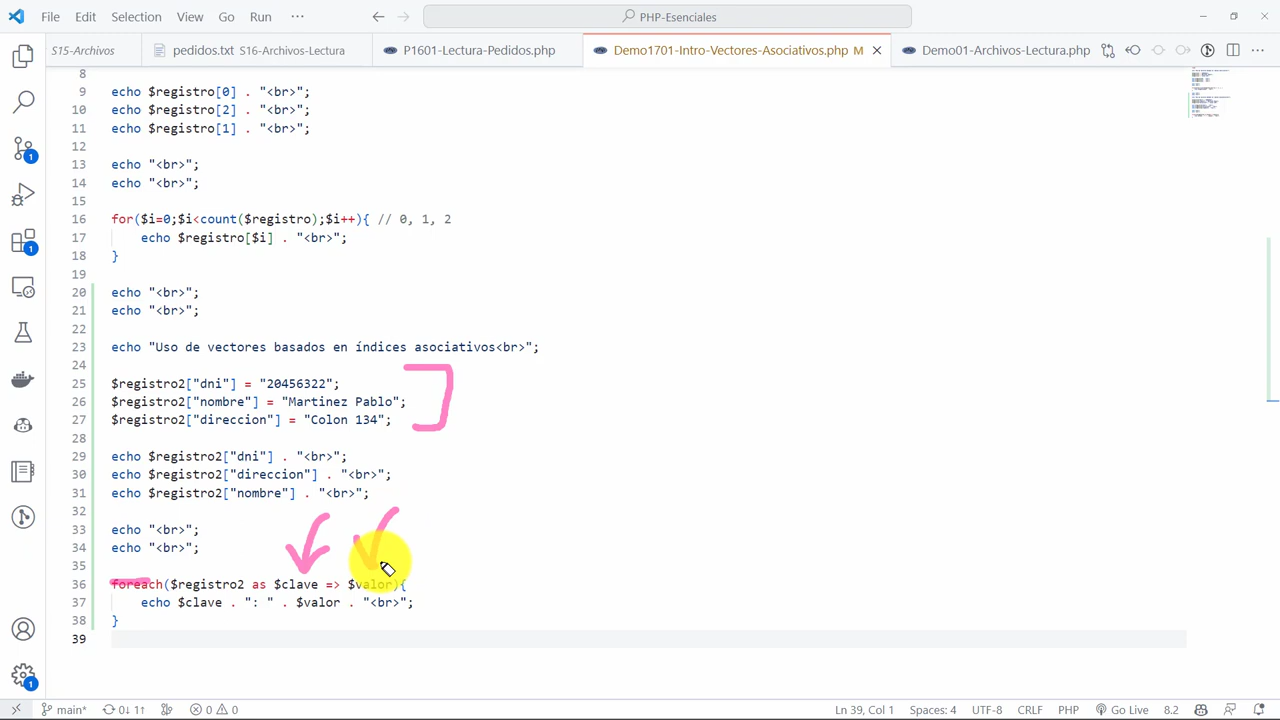 File Edit Selection View Go Run ··· PHP-Esenciales
S15-Archivos pedidos.txt S16-Archivos-Lectura P1601-Lectura-Pedidos.php Demo1701-Intro-Vectores-Asociativos.php M Demo01-Archivos-Lectura.php
8
9 echo $registro[0] . "<br>";
10 echo $registro[2] . "<br>";
11 echo $registro[1] . "<br>";
12
13 echo "<br>";
14 echo "<br>";
15
16 for($i=0;$i<count($registro);$i++){ // 0, 1, 2
17 echo $registro[$i] . "<br>";
18 }
19
20 echo "<br>";
21 echo "<br>";
22
23 echo "Uso de vectores basados en índices asociativos<br>";
24
25 $registro2["dni"] = "20456322";
26 $registro2["nombre"] = "Martinez Pablo";
27 $registro2["direccion"] = "Colon 134";
28
29 echo $registro2["dni"] . "<br>";
30 echo $registro2["direccion"] . "<br>";
31 echo $registro2["nombre"] . "<br>";
32
33 echo "<br>";
34 echo "<br>";
35
36 foreach($registro2 as $clave => $valor){
37 echo $clave . ": " . $valor . "<br>";
38 }
39
1
1
1
main* 0↓ 1↑ 0 0 Ln 39, Col 1 Spaces: 4 UTF-8 CRLF PHP Go Live 8.2